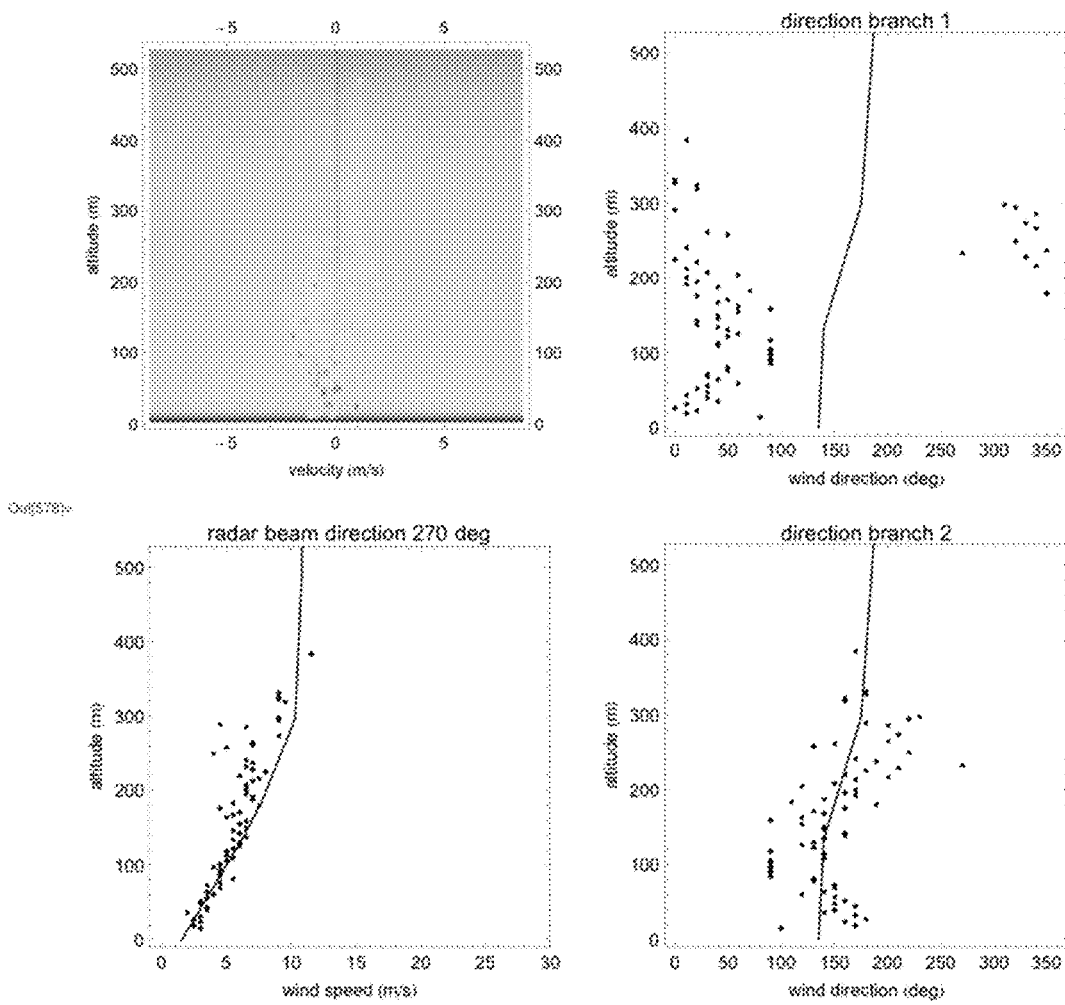 - 5 0 5
500 500
400 400
300 300
200 200
100 100
0 0
- 5 0 5
altitude (m)
velocity (m/s)
direction branch 1
500
400
300
200
100
0
0 50 100 150 200 250 300 350
altitude (m)
wind direction (deg)
radar beam direction 270 deg
500
400
300
200
100
0
0 5 10 15 20 25 30
altitude (m)
wind speed (m/s)
direction branch 2
500
400
300
200
100
0
0 50 100 150 200 250 300 350
altitude (m)
wind direction (deg)